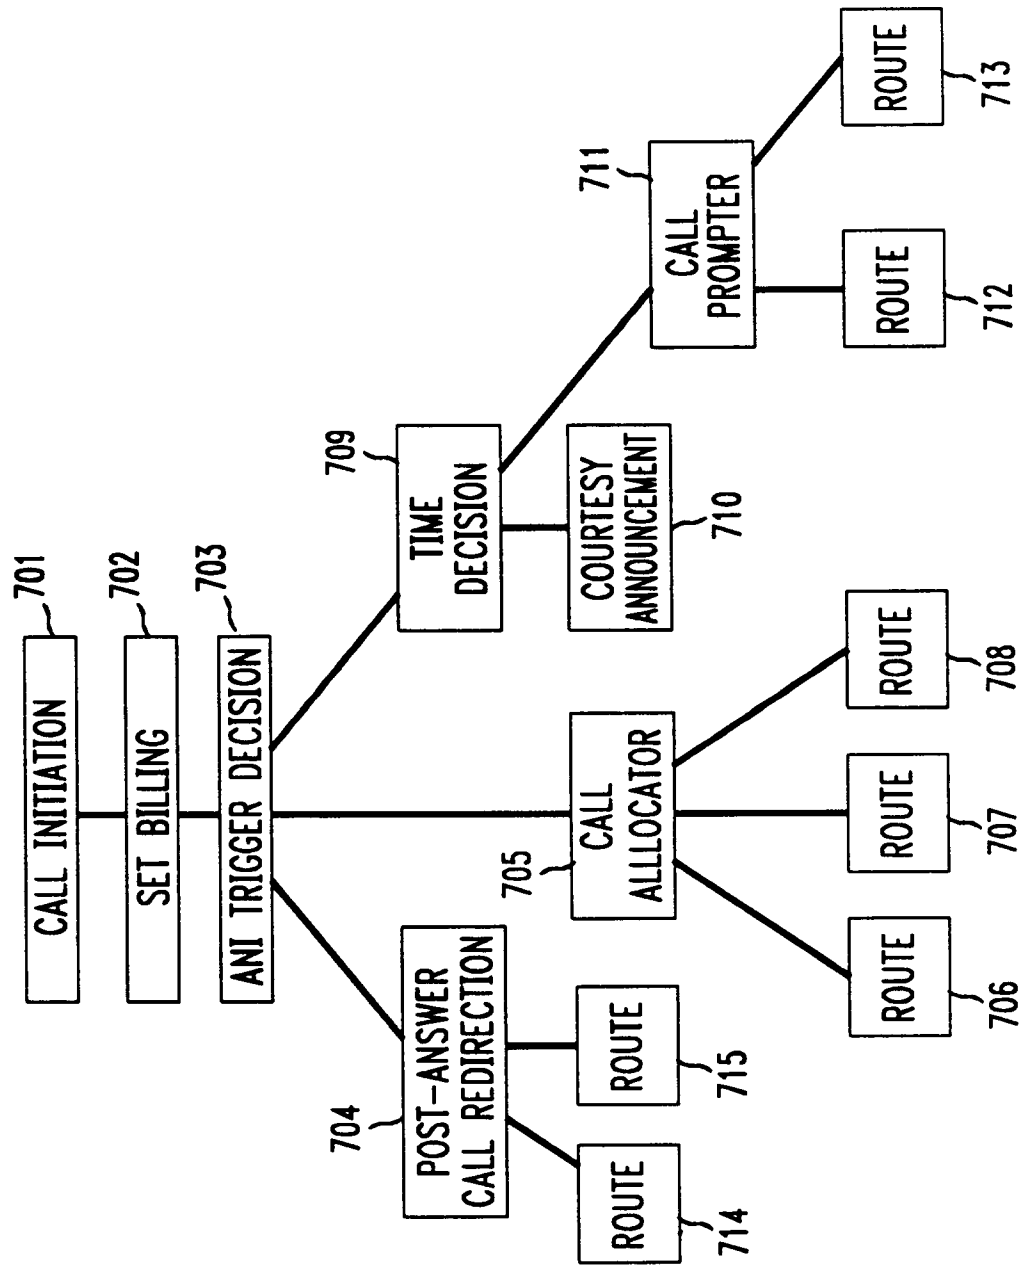 CALL INITIATION
701
SET BILLING
702
ANI TRIGGER DECISION
703
704
POST-ANSWER
CALL REDIRECTION
ROUTE
714
ROUTE
715
705
CALL
ALLLOCATOR
ROUTE
706
ROUTE
707
ROUTE
708
709
TIME
DECISION
COURTESY
ANNOUNCEMENT
710
711
CALL
PROMPTER
ROUTE
712
ROUTE
713